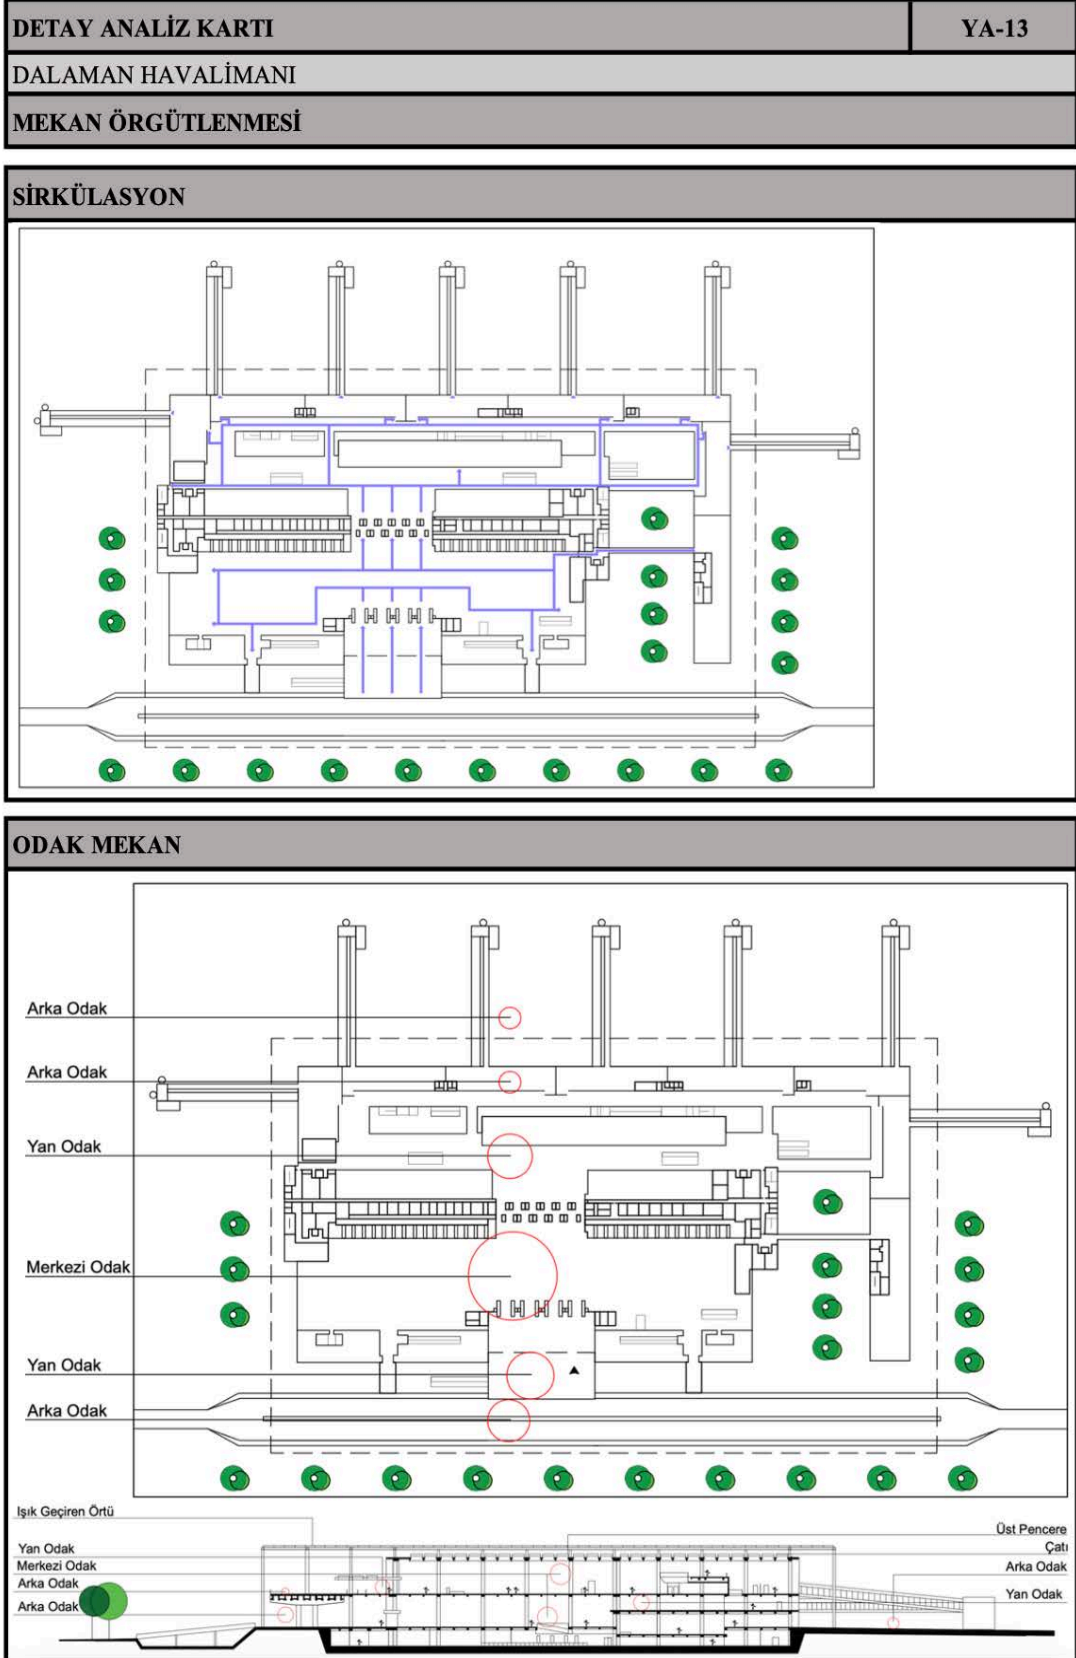 DETAY ANALİZ KARTI YA-13
DALAMAN HAVALİMANI
MEKAN ÖRGÜTLENMESİ
SİRKÜLASYON
ODAK MEKAN
Arka Odak
Arka Odak
Yan Odak
Merkezi Odak
Yan Odak
Arka Odak
Işık Geçiren Örtü
Yan Odak
Merkezi Odak
Arka Odak
Arka Odak
Üst Pencere
Çatı
Arka Odak
Yan Odak